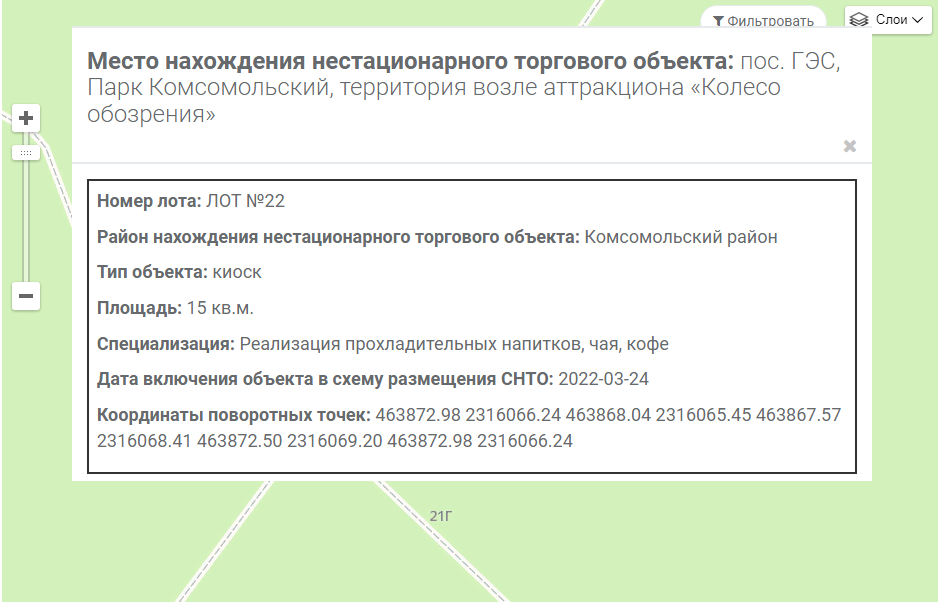 Фильтровать
Слои
Место нахождения нестационарного торгового объекта: пос. ГЭС,
Парк Комсомольский, территория возле аттракциона «Колесо
обозрения»
Номер лота: ЛОТ №22
Район нахождения нестационарного торгового объекта: Комсомольский район
Тип объекта: киоск
Площадь: 15 кв.м.
Специализация: Реализация прохладительных напитков, чая, кофе
Дата включения объекта в схему размещения СНТО: 2022-03-24
Координаты поворотных точек: 463872.98 2316066.24 463868.04 2316065.45 463867.57
2316068.41 463872.50 2316069.20 463872.98 2316066.24
21Г